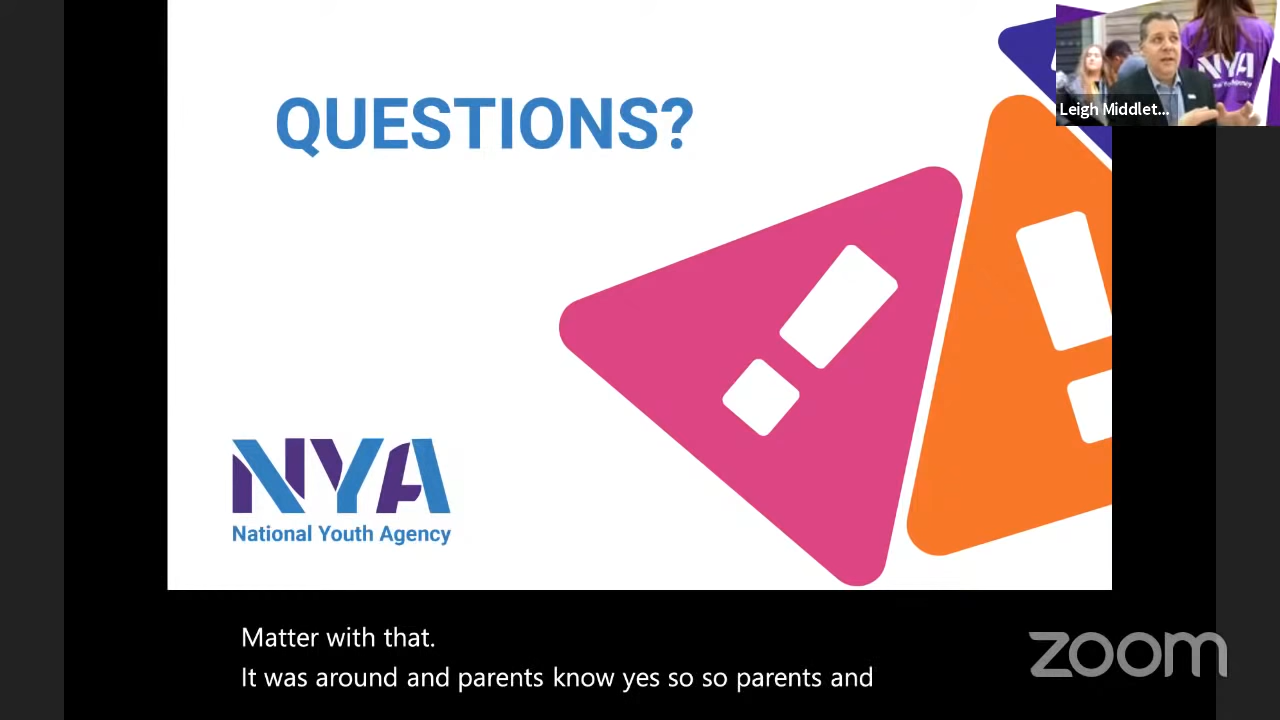 QUESTIONS?
NYA
Leigh Middlet...
NYA
National Youth Agency
Matter with that.
It was around and parents know yes so so parents and
zoom